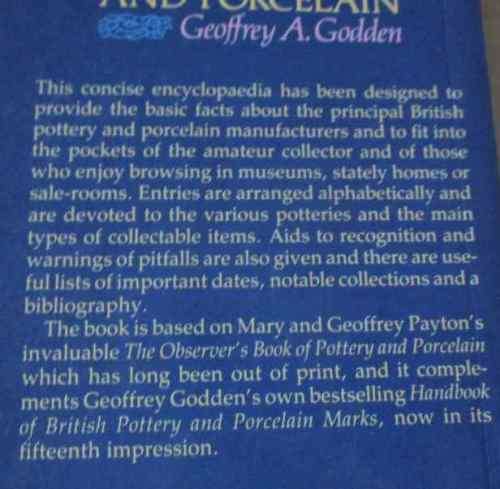 AND PORCELAIN
Geoffrey A. Godden
This concise encyclopaedia has been designed to
provide the basic facts about the principal British
pottery and porcelain manufacturers and to fit into
the pockets of the amateur collector and of those
who enjoy browsing in museums, stately homes or
sale-rooms. Entries are arranged alphabetically and
are devoted to the various potteries and the main
types of collectable items. Aids to recognition and
warnings of pitfalls are also given and there are use-
ful lists of important dates, notable collections and a
bibliography.
The book is based on Mary and Geoffrey Payton's
invaluable The Observer's Book of Pottery and Porcelain
which has long been out of print, and it comple-
ments Geoffrey Godden's own bestselling Handbook
of British Pottery and Porcelain Marks, now in its
fifteenth impression.